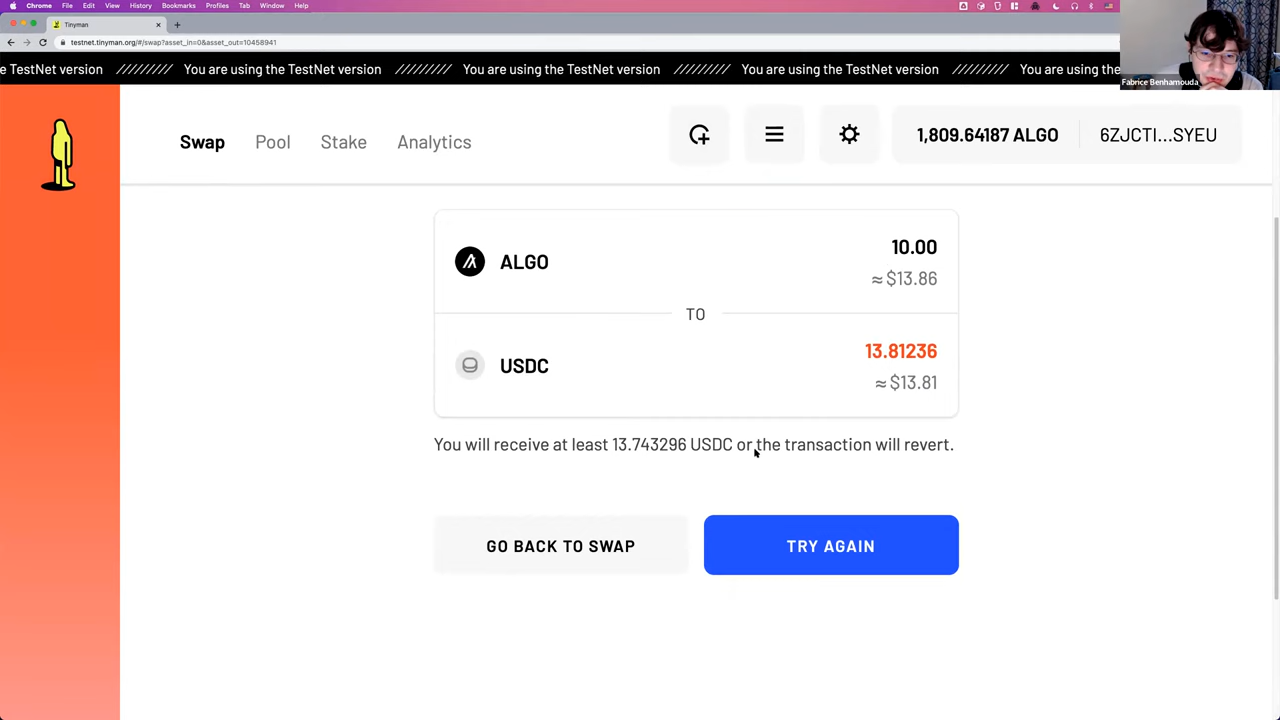 Chrome File Edit View History Bookmarks Profiles Tab Window Help
Tinyman
testnet.tinyman.org/#/swap?asset_in=0&asset_out=10458941
e TestNet version ////////// You are using the TestNet version ////////// You are using the TestNet version ////////// You are using the TestNet version ////////// You are using the
Fabrice Benhamouda
Swap Pool Stake Analytics 1,809.64187 ALGO 6ZJCTI...SYEU
ALGO 10.00
≈ $13.86
TO
USDC 13.81236
≈ $13.81
You will receive at least 13.743296 USDC or the transaction will revert.
GO BACK TO SWAP TRY AGAIN